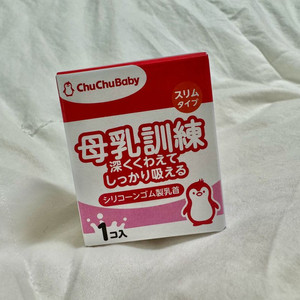 ChuChuBaby
スリム
タイプ
母乳訓練
深くくわえて
しっかり吸える
シリコーンゴム製乳首
1コ入